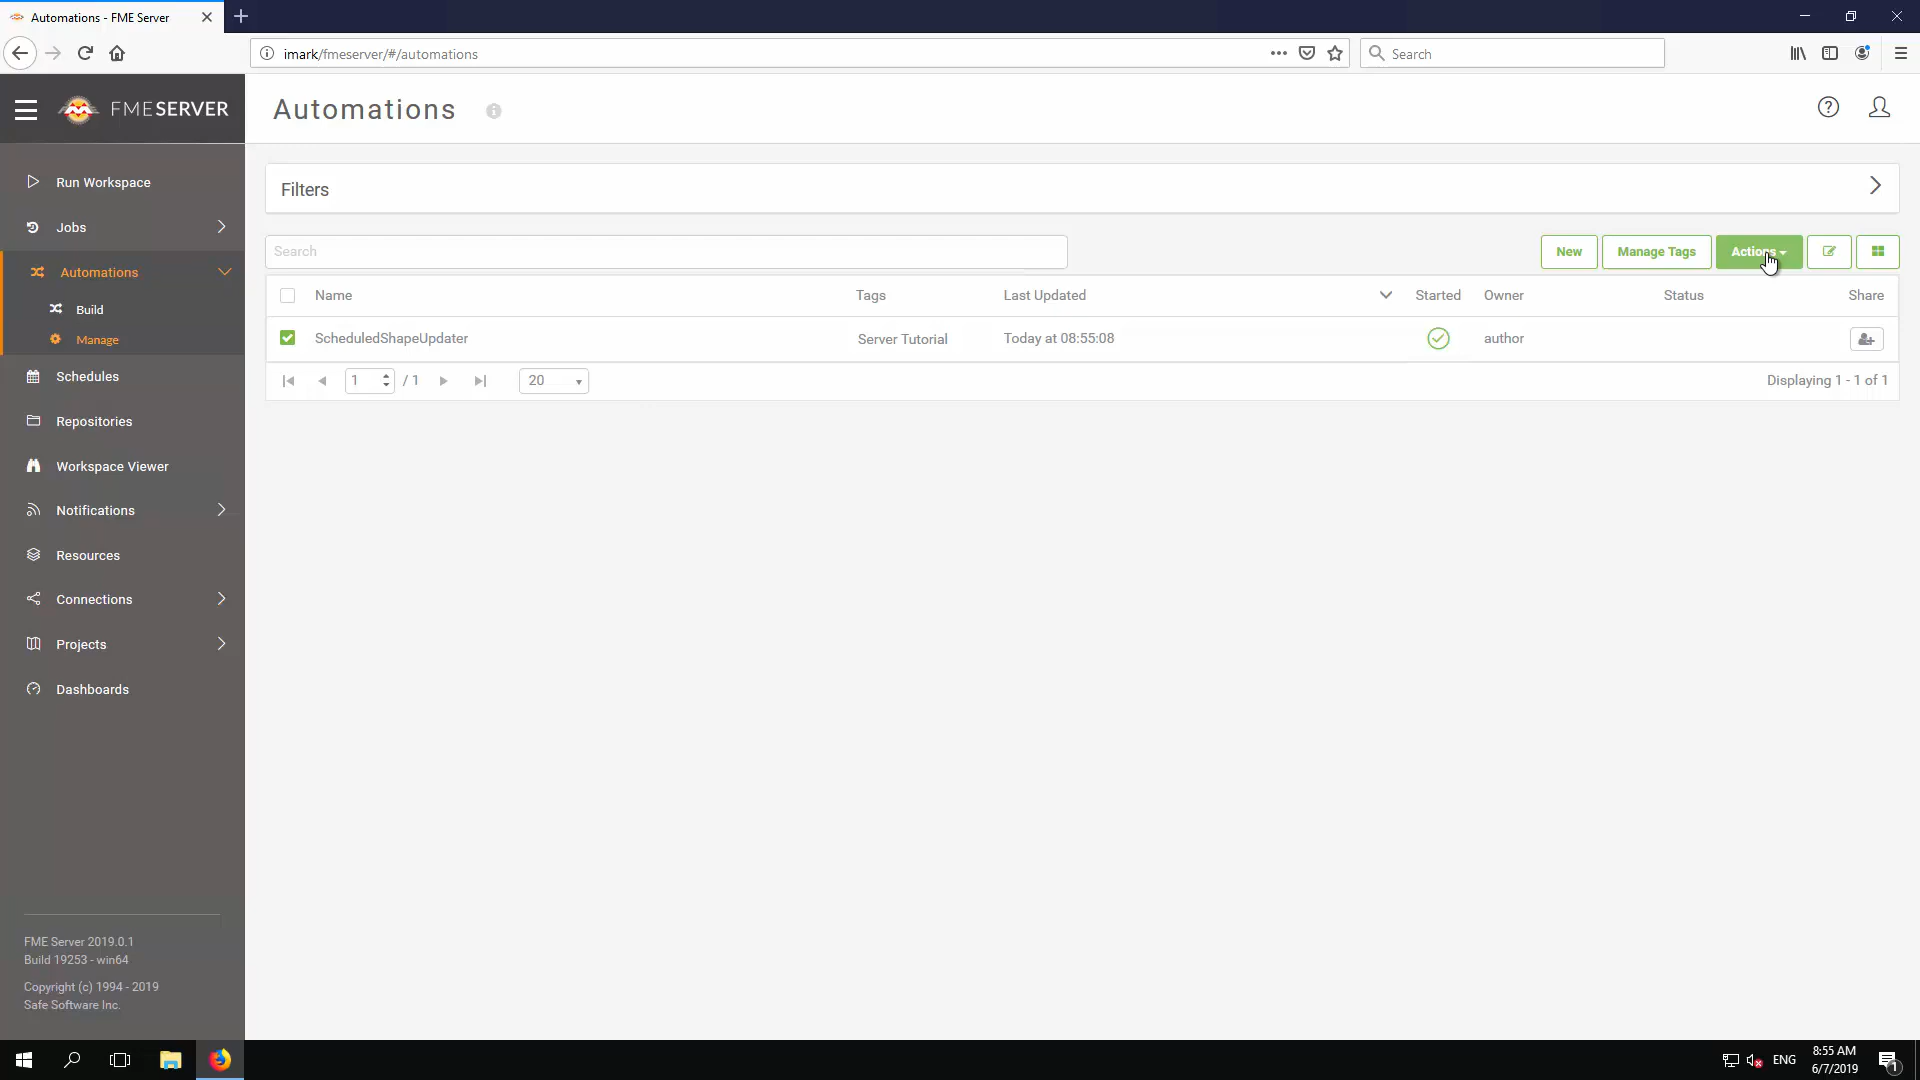 Automations - FME Server
imark/fmeserver/#/automations
Search
FMESERVER
Automations
Run Workspace
Jobs
Automations
Build
Manage
Schedules
Repositories
Workspace Viewer
Notifications
Resources
Connections
Projects
Dashboards
FME Server 2019.0.1
Build 19253 - win64
Copyright (c) 1994 - 2019
Safe Software Inc.
Filters
Search
New
Manage Tags
Actions
Name Tags Last Updated Started Owner Status Share
ScheduledShapeUpdater Server Tutorial Today at 08:55:08 author
1 / 1 20 Displaying 1 - 1 of 1
ENG
8:55 AM
6/7/2019
1